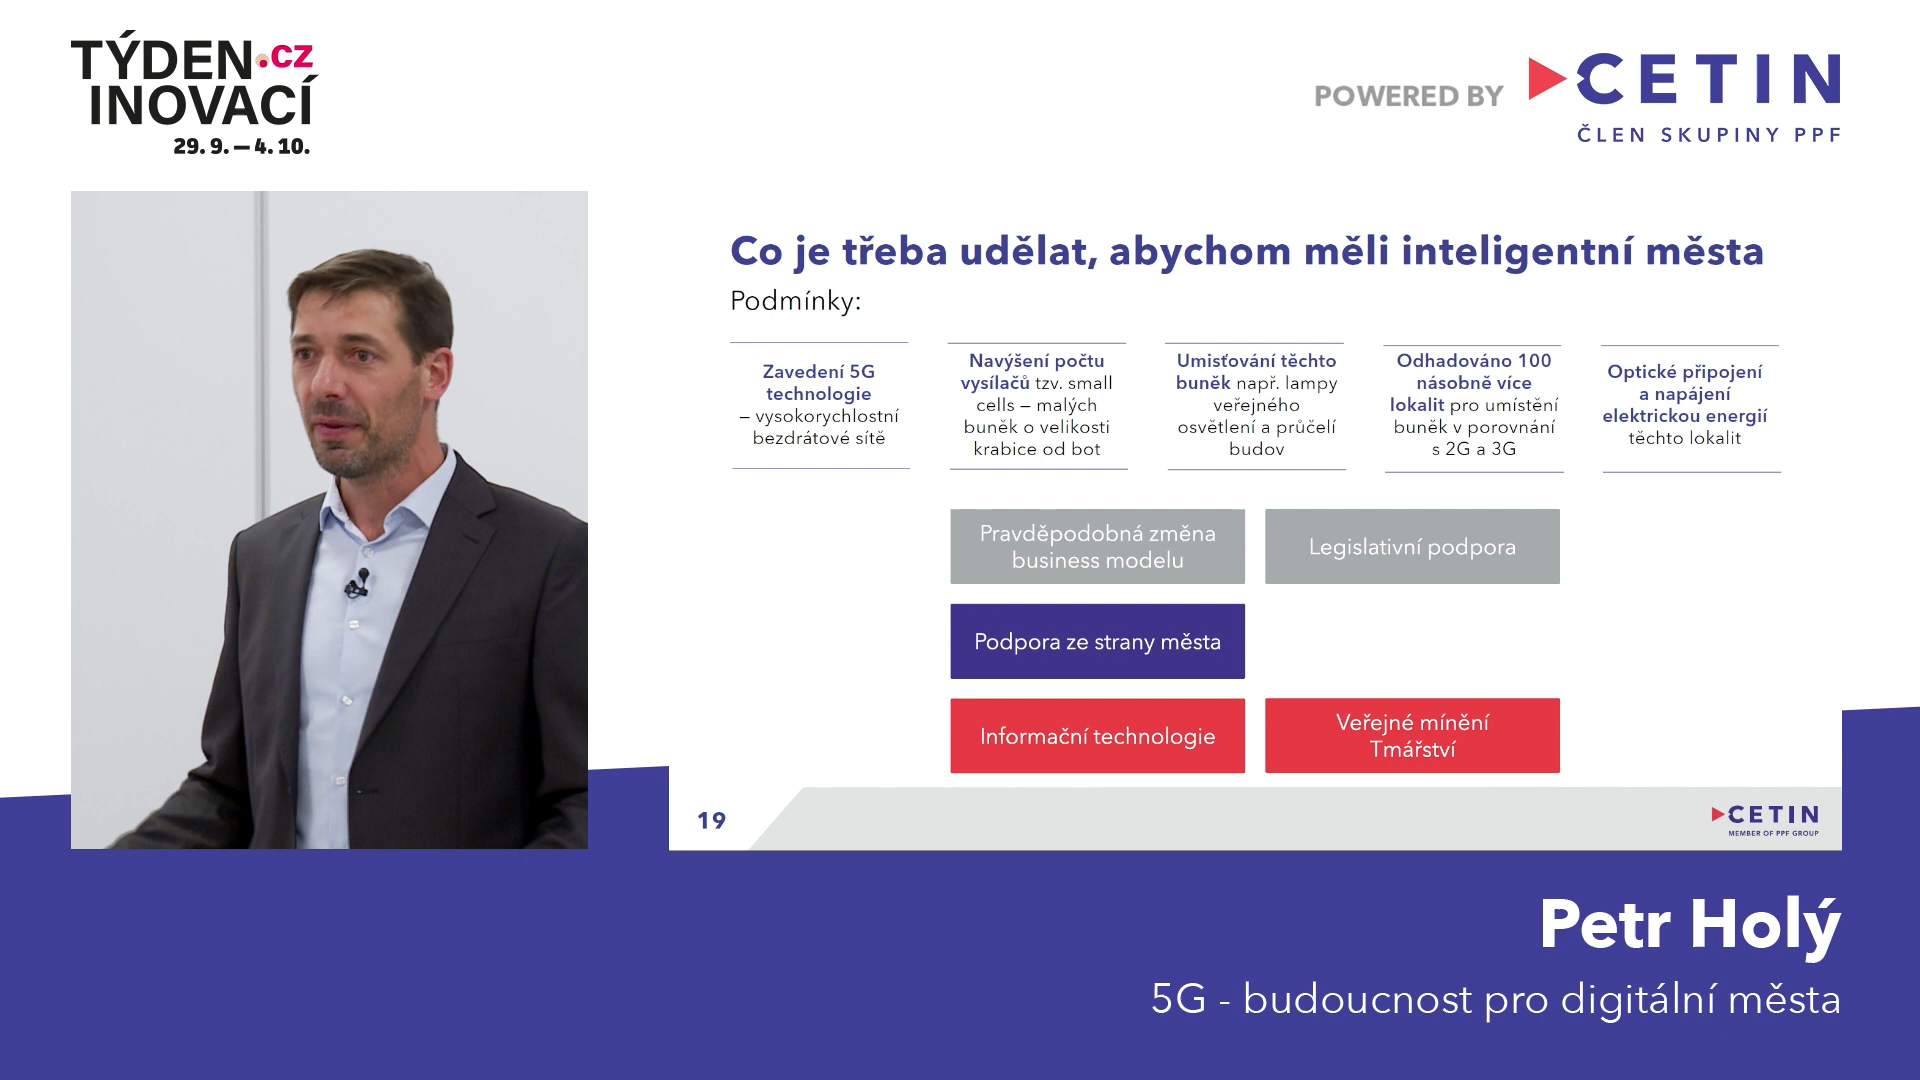 TÝDEN.cz
INOVACÍ
29. 9. – 4. 10.
POWERED BY
CETIN
ČLEN SKUPINY PPF
Co je třeba udělat, abychom měli inteligentní města
Podmínky:
Zavedení 5G
technologie
– vysokorychlostní
bezdrátové sítě
Navýšení počtu
vysílačů tzv. small
cells – malých
buněk o velikosti
krabice od bot
Umisťování těchto
buněk např. lampy
veřejného
osvětlení a průčelí
budov
Odhadováno 100
násobně více
lokalit pro umístění
buněk v porovnání
s 2G a 3G
Optické připojení
a napájení
elektrickou energií
těchto lokalit
Pravděpodobná změna
business modelu
Legislativní podpora
Podpora ze strany města
Informační technologie
Veřejné mínění
Tmářství
19
CETIN
MEMBER OF PPF GROUP
Petr Holý
5G - budoucnost pro digitální města